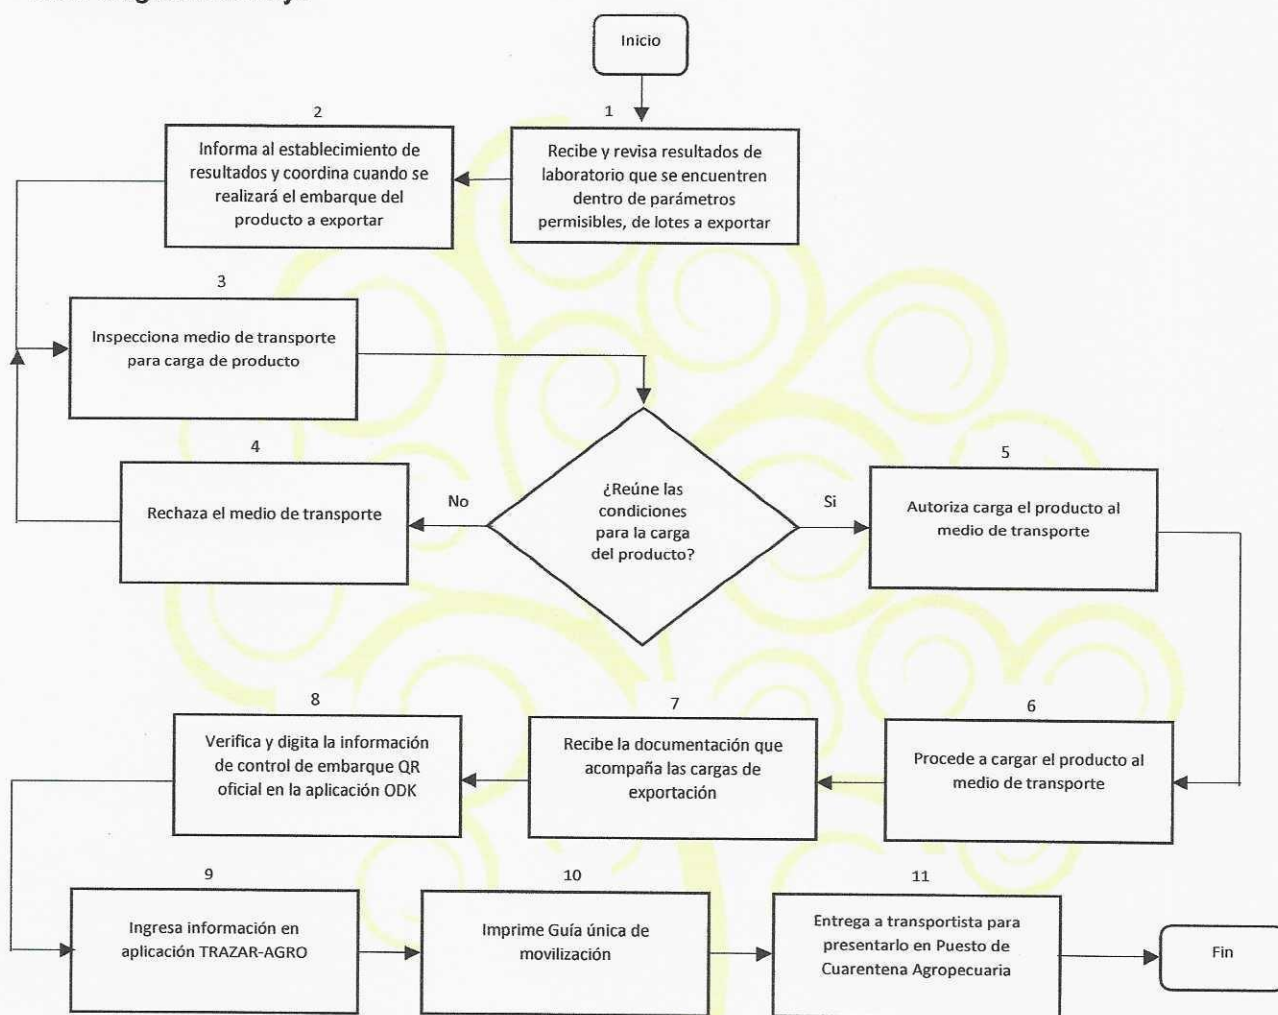 Inicio
1
Recibe y revisa resultados de
laboratorio que se encuentren
dentro de parámetros
permisibles, de lotes a exportar
2
Informa al establecimiento de
resultados y coordina cuando se
realizará el embarque del
producto a exportar
3
Inspecciona medio de transporte
para carga de producto
¿Reúne las
condiciones
para la carga
del producto?
No
Si
4
Rechaza el medio de transporte
5
Autoriza carga el producto al
medio de transporte
6
Procede a cargar el producto al
medio de transporte
7
Recibe la documentación que
acompaña las cargas de
exportación
8
Verifica y digita la información
de control de embarque QR
oficial en la aplicación ODK
9
Ingresa información en
aplicación TRAZAR-AGRO
10
Imprime Guía única de
movilización
11
Entrega a transportista para
presentarlo en Puesto de
Cuarentena Agropecuaria
Fin